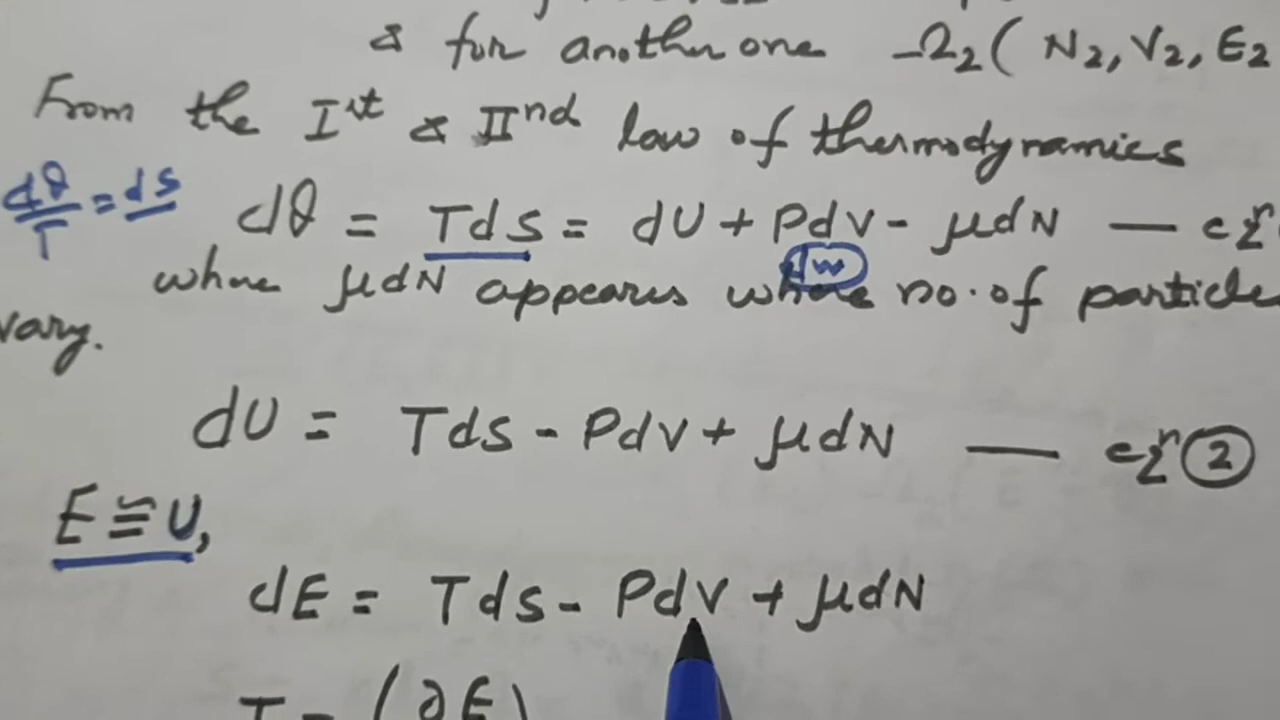 & for another one Ω₂( N₂, V₂, E₂
From the Iˢᵗ & IIⁿᵈ law of thermodynamics
dQ/T = dS
dQ = TdS = dU + PdV - μdN — eqⁿ
dw
where μdN appears where no. of particle
vary.
dU = TdS - PdV + μdN — eqⁿ ②
E ≡ U,
dE = TdS - PdV + μdN
T = (∂E)